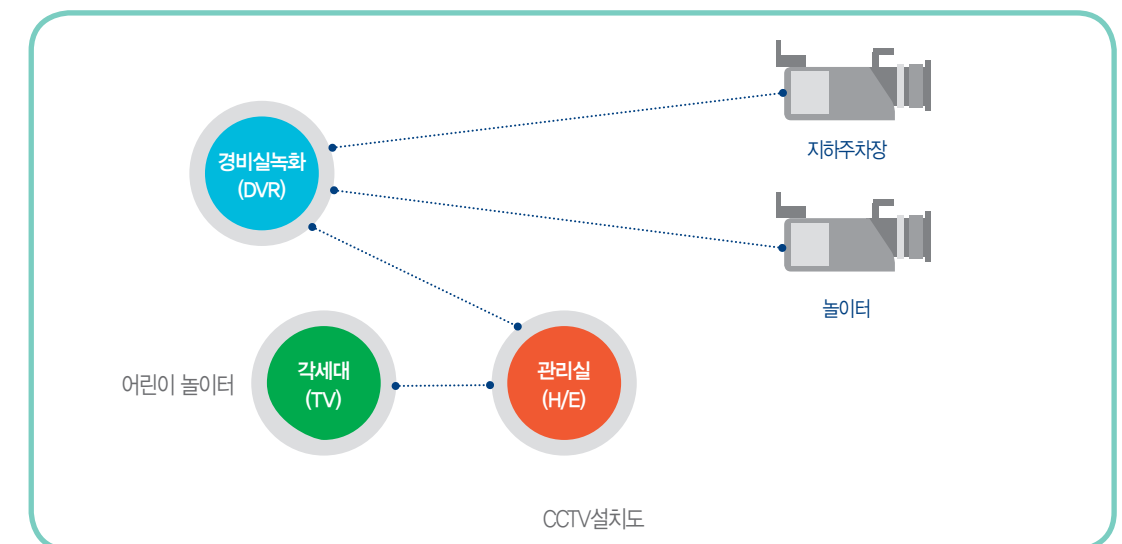 경비실녹화
(DVR)
지하주차장
놀이터
어린이 놀이터
각세대
(TV)
관리실
(H/E)
CCTV설치도